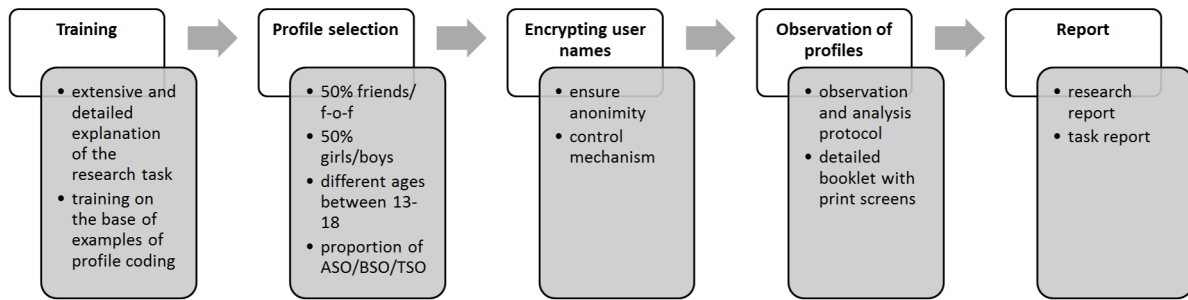 Training
• extensive and
detailed
explanation
of the
research task
• training on
the base of
examples of
profile coding
Profile selection
• 50% friends/
f-o-f
• 50%
girls/boys
• different ages
between 13-
18
• proportion of
ASO/BSO/TSO
Encrypting user
names
• ensure
anonimity
• control
mechanism
Observation of
profiles
• observation
and analysis
protocol
• detailed
booklet with
print screens
Report
• research
report
• task report